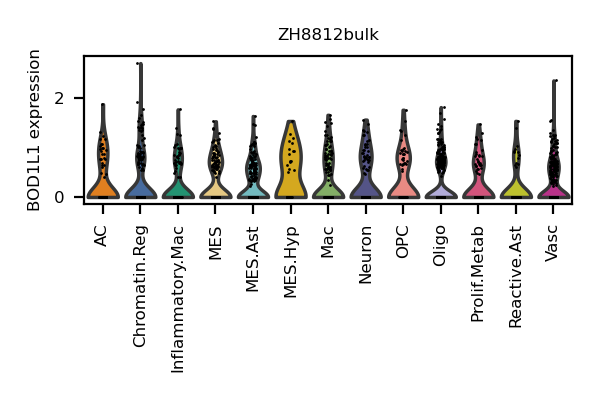 ZH8812bulk
BOD1L1 expression
2
0
AC
Chromatin.Reg
Inflammatory.Mac
MES
MES.Ast
MES.Hyp
Mac
Neuron
OPC
Oligo
Prolif.Metab
Reactive.Ast
Vasc